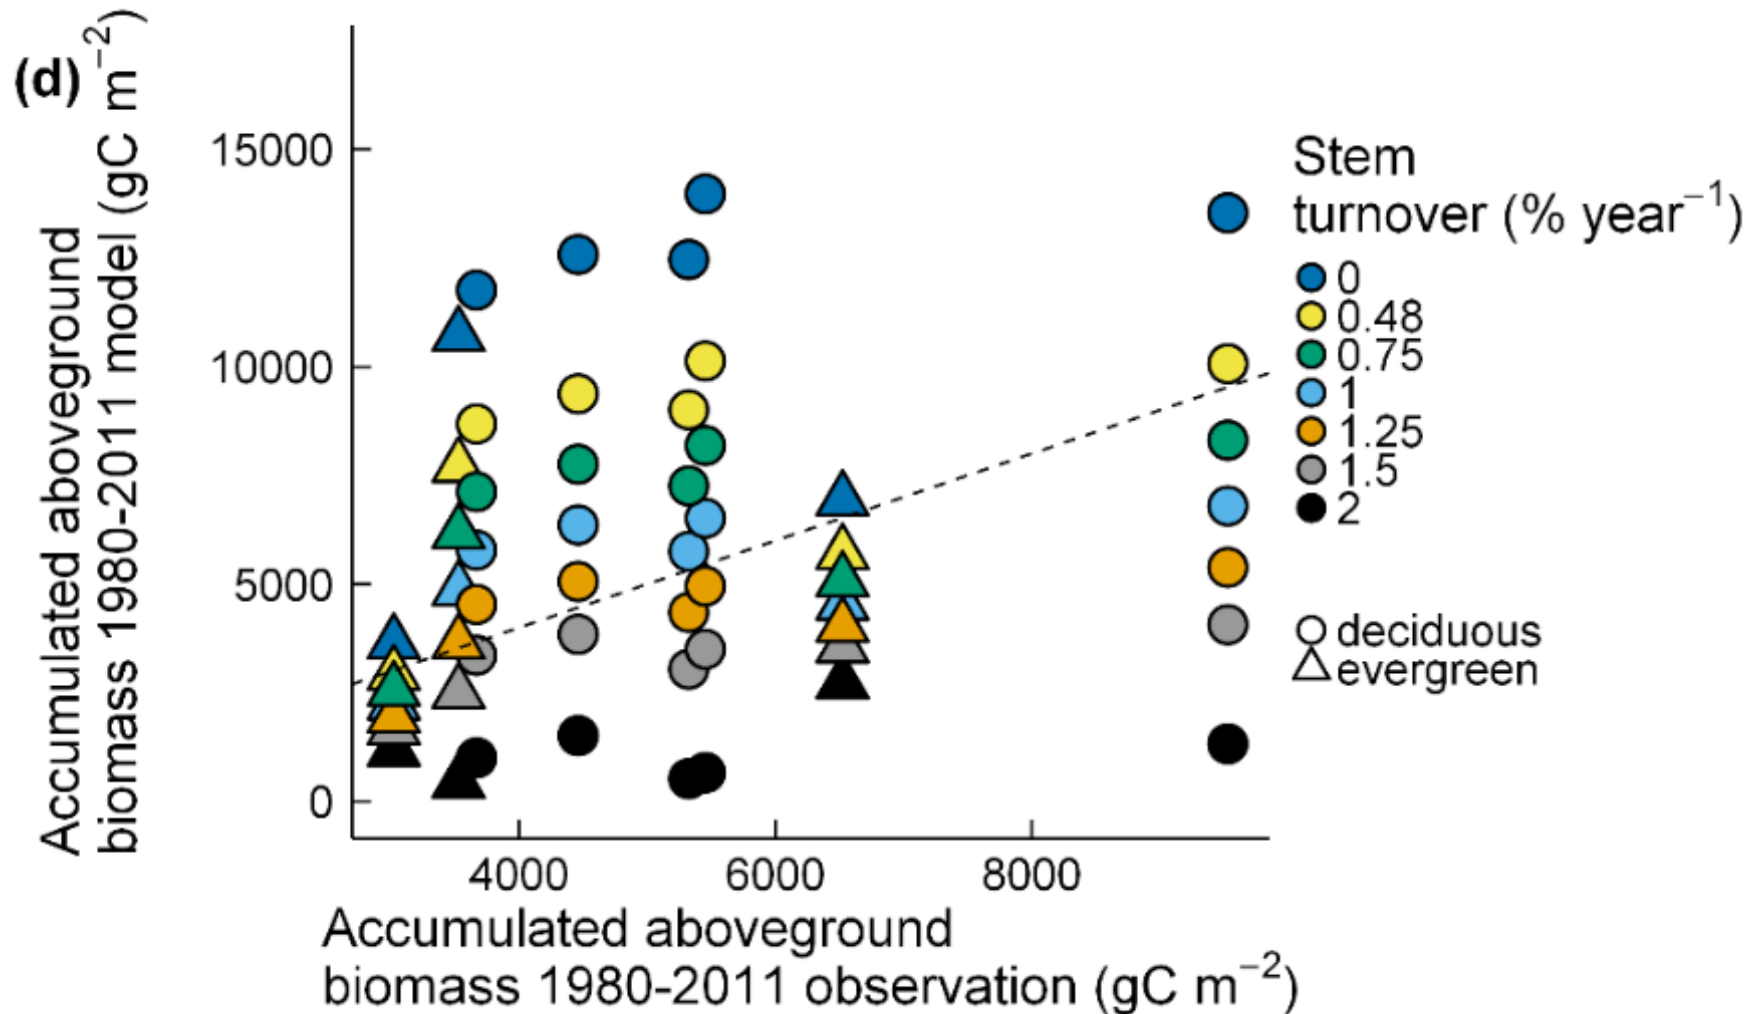 (d)
Accumulated aboveground
biomass 1980-2011 model (gC m⁻²)
15000
10000
5000
0
4000 6000 8000
Accumulated aboveground
biomass 1980-2011 observation (gC m⁻²)
Stem
turnover (% year⁻¹)
0
0.48
0.75
1
1.25
1.5
2
deciduous
evergreen